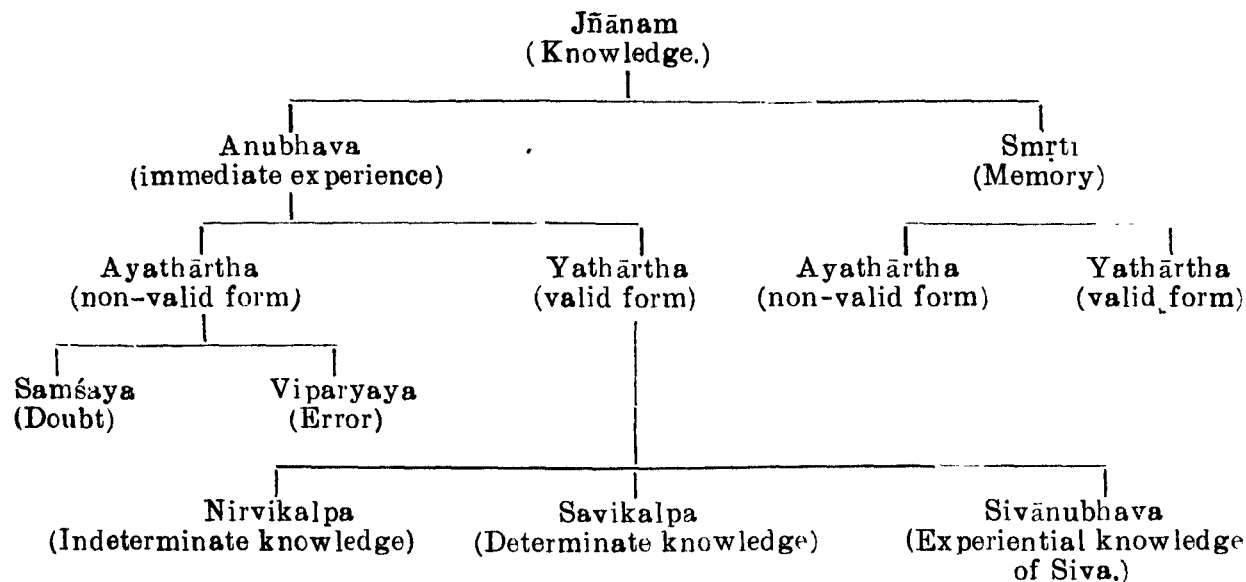 Jñānam
(Knowledge.)
Anubhava
(immediate experience)
Smṛti
(Memory)
Ayathārtha
(non-valid form)
Yathārtha
(valid form)
Ayathārtha
(non-valid form)
Yathārtha
(valid form)
Saṁśaya
(Doubt)
Viparyaya
(Error)
Nirvikalpa
(Indeterminate knowledge)
Savikalpa
(Determinate knowledge)
Sivānubhava
(Experiential knowledge
of Siva.)